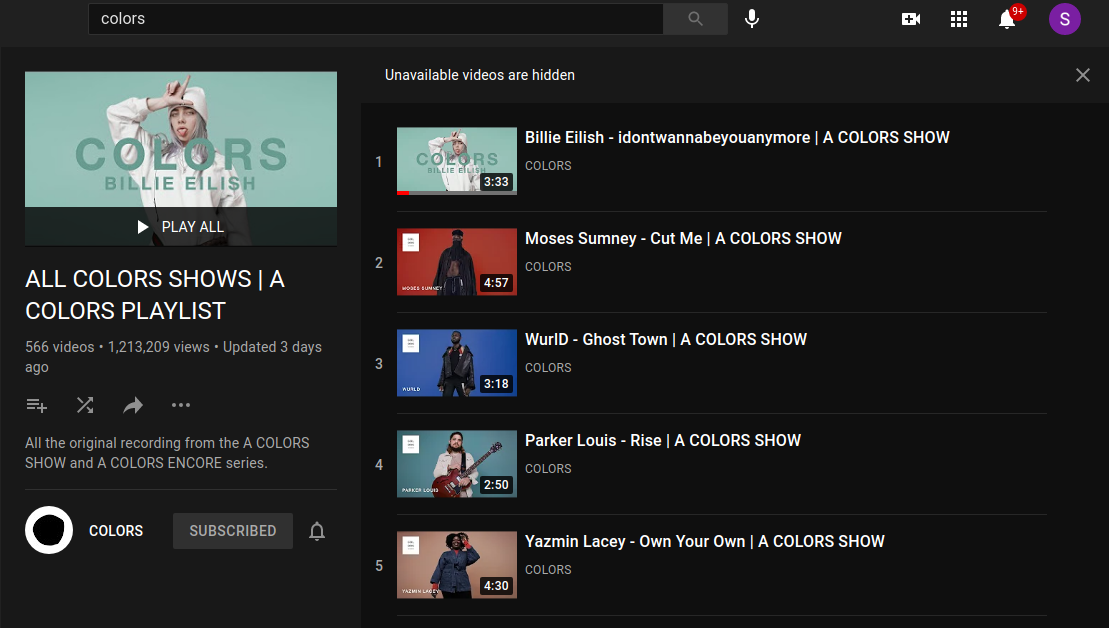 colors
9+
S
COLORS
BILLIE EILISH
PLAY ALL
ALL COLORS SHOWS | A
COLORS PLAYLIST
566 videos • 1,213,209 views • Updated 3 days
ago
All the original recording from the A COLORS
SHOW and A COLORS ENCORE series.
COLORS
SUBSCRIBED
Unavailable videos are hidden
1
COLORS
BILLIE EILISH
3:33
Billie Eilish - idontwannabeyouanymore | A COLORS SHOW
COLORS
2
MOSES SUMNEY
4:57
Moses Sumney - Cut Me | A COLORS SHOW
COLORS
3
WURLD
3:18
WurlD - Ghost Town | A COLORS SHOW
COLORS
4
PARKER LOUIS
2:50
Parker Louis - Rise | A COLORS SHOW
COLORS
5
YAZMIN LACEY
4:30
Yazmin Lacey - Own Your Own | A COLORS SHOW
COLORS